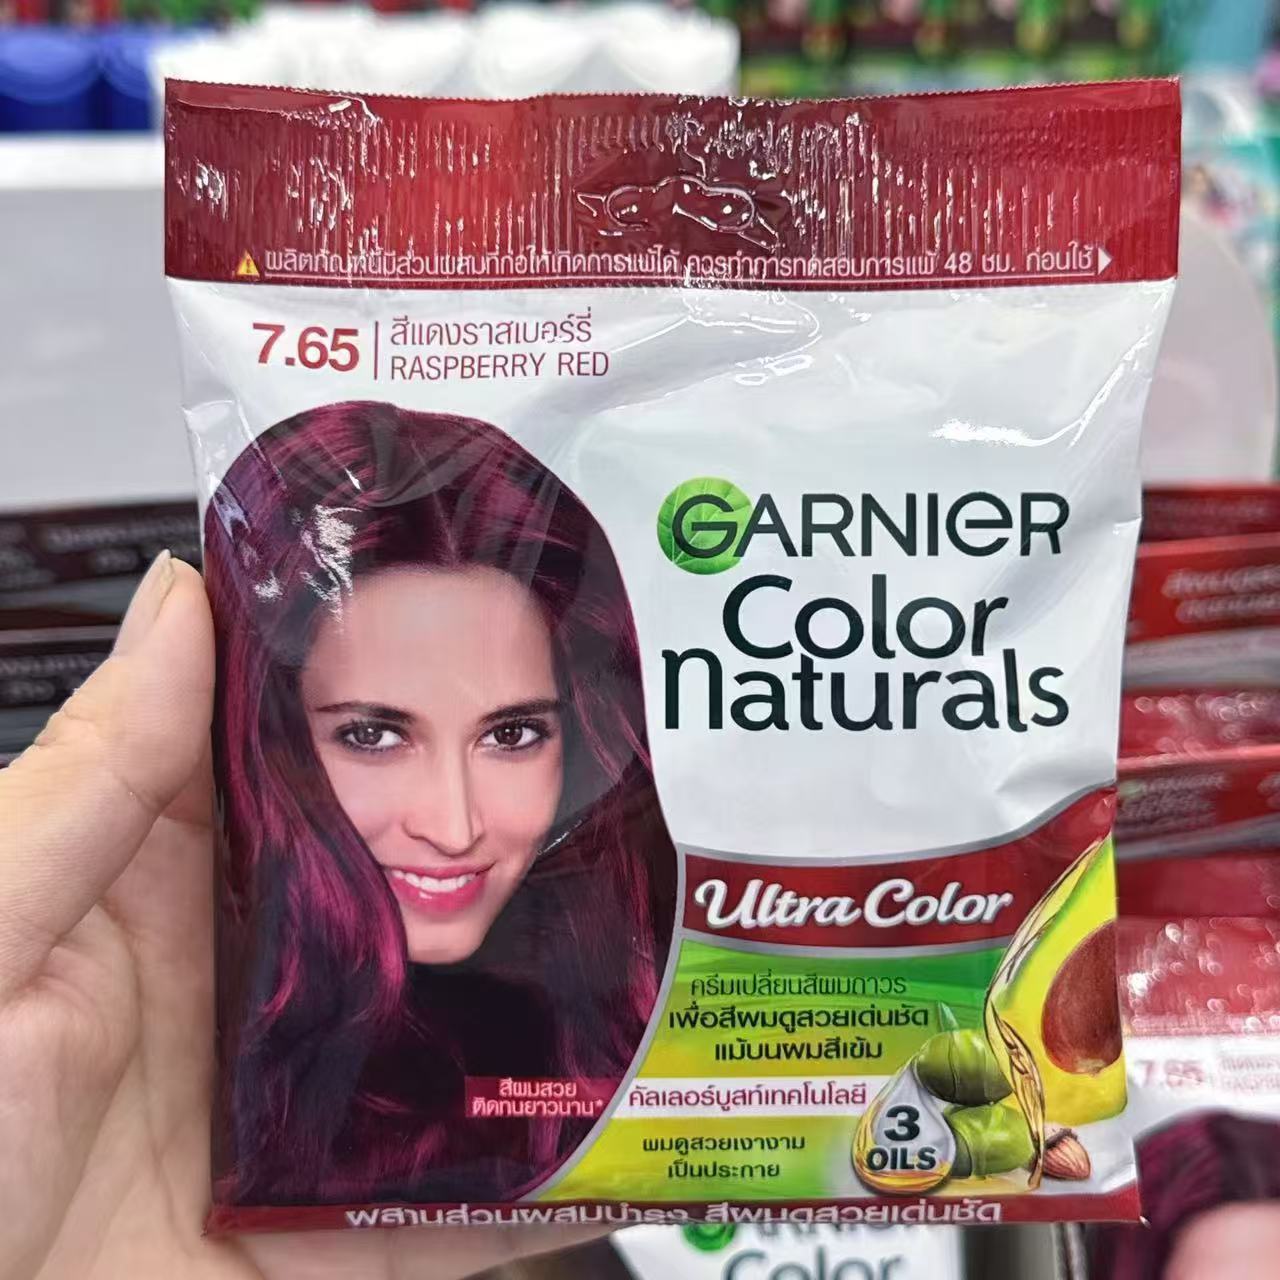 ผลิตภัณฑ์นี้มีส่วนผสมที่ก่อให้เกิดการแพ้ได้ ควรทำการทดสอบการแพ้ 48 ชม. ก่อนใช้
7.65
สีแดงราสเบอร์รี่
RASPBERRY RED
GARNIER
Color
naturals
Ultra Color
ครีมเปลี่ยนสีผมถาวร
เพื่อสีผมดูสวยเด่นชัด
แม้บนผมสีเข้ม
สีผมสวย
ติดทนยาวนาน*
คัลเลอร์บูสท์เทคโนโลยี
ผมดูสวยเงางาม
เป็นประกาย
3
OILS
ผสานส่วนผสมบำรุง สีผมดูสวยเด่นชัด
7.65
GARNIER
Color